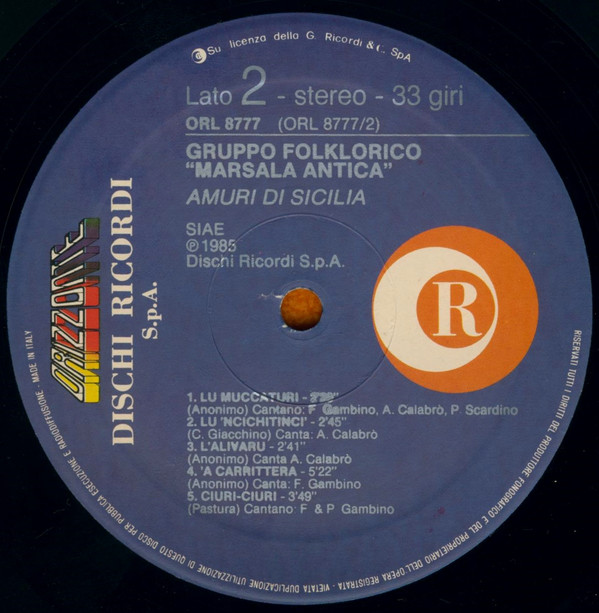 Su licenza della G. Ricordi & C. SpA
Lato 2 - stereo - 33 giri
ORL 8777 (ORL 8777/2)
GRUPPO FOLKLORICO
"MARSALA ANTICA"
AMURI DI SICILIA
SIAE
℗ 1985
Dischi Ricordi S.p.A.
ORIZZONTE
DISCHI RICORDI
S.p.A.
R
1. LU MUCCATURI -
(Anonimo) Cantano: F Gambino, A. Calabrò, P Scardino
2. LU 'NCICHITINCI' - 2'45"
(C. Giacchino) Canta: A. Calabrò
3. L'ALIVARU - 2'41"
(Anonimo) Canta A. Calabrò
4. 'A CARRITTERA - 5'22"
(Anonimo) Canta: F. Gambino
5. CIURI-CIURI - 3'49"
(Pastura) Cantano: F & P Gambino
RISERVATI TUTTI I DIRITTI DEL PRODUTTORE FONOGRAFICO E DEL PROPRIETARIO DELL'OPERA REGISTRATA - VIETATA DUPLICAZIONE UTILIZZAZIONE DI QUESTO DISCO PER PUBBLICA ESECUZIONE E RADIODIFFUSIONE - MADE IN ITALY